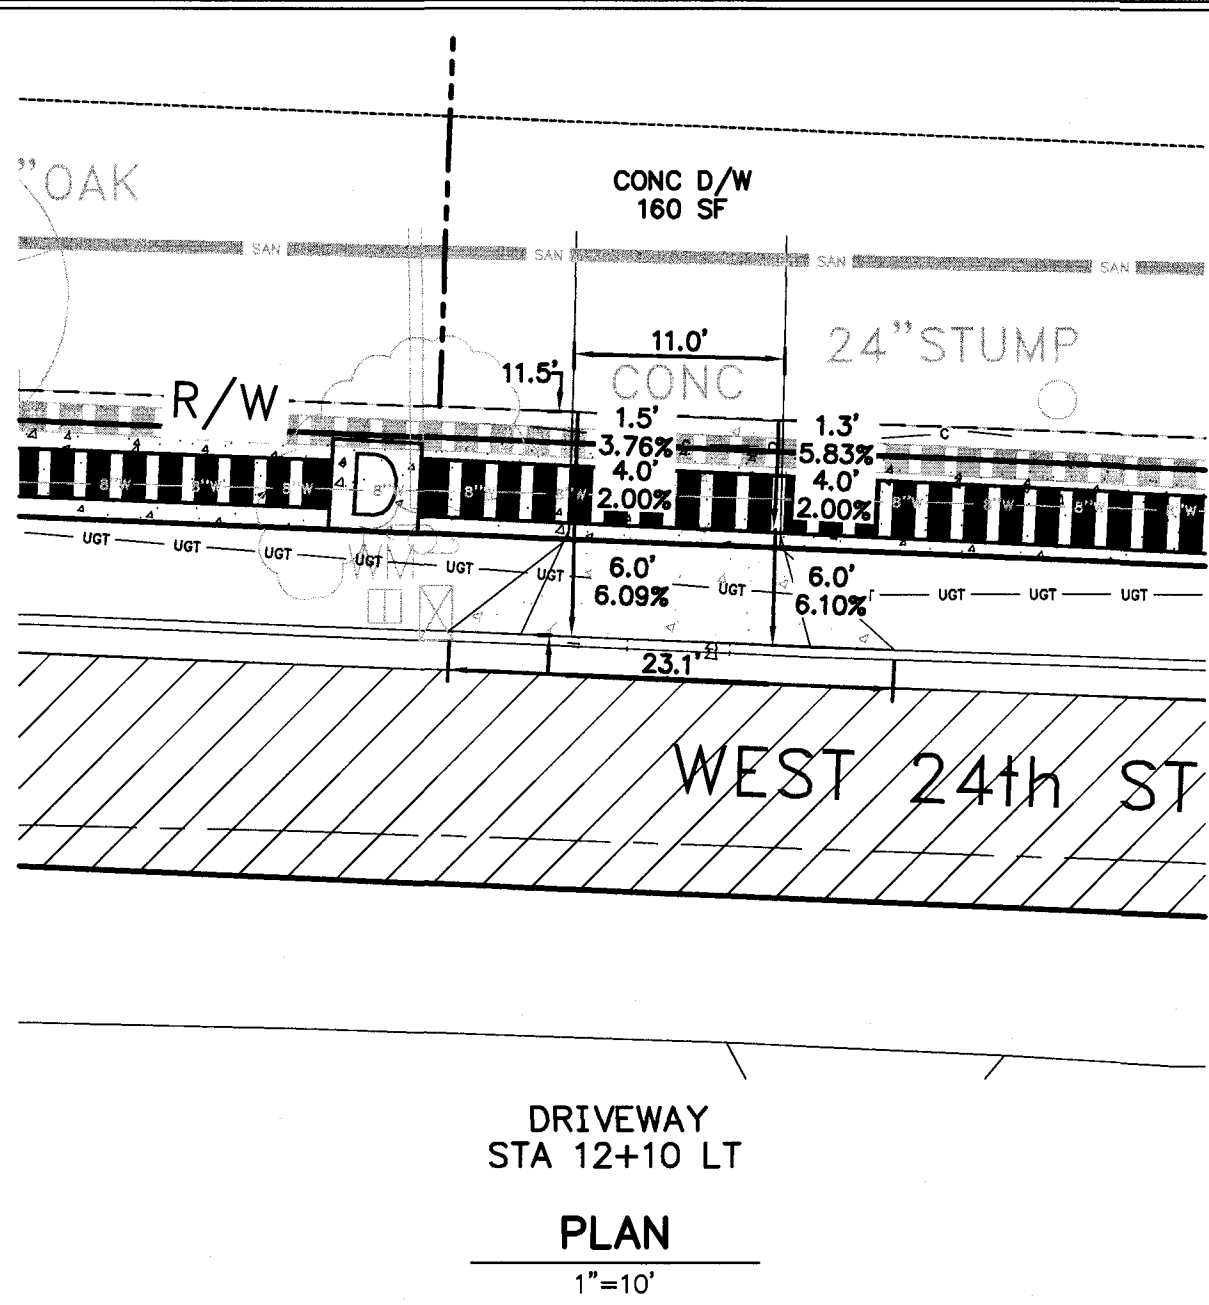 "OAK
CONC D/W
160 SF
SAN SAN SAN SAN
24"STUMP
11.0'
11.5'
CONC
R/W
1.5'
3.76%
4.0'
2.00%
1.3'
5.83%
4.0'
2.00%
C
D
8"W 8"W 8"W 8" 8"W 8"W 8"W 8"W 8"W 8"W
UGT UGT UGT UGT UGT UGT UGT UGT UGT UGT
WM
6.0'
6.09%
6.0'
6.10%
23.1'
WEST 24th ST
DRIVEWAY
STA 12+10 LT
PLAN
1"=10'